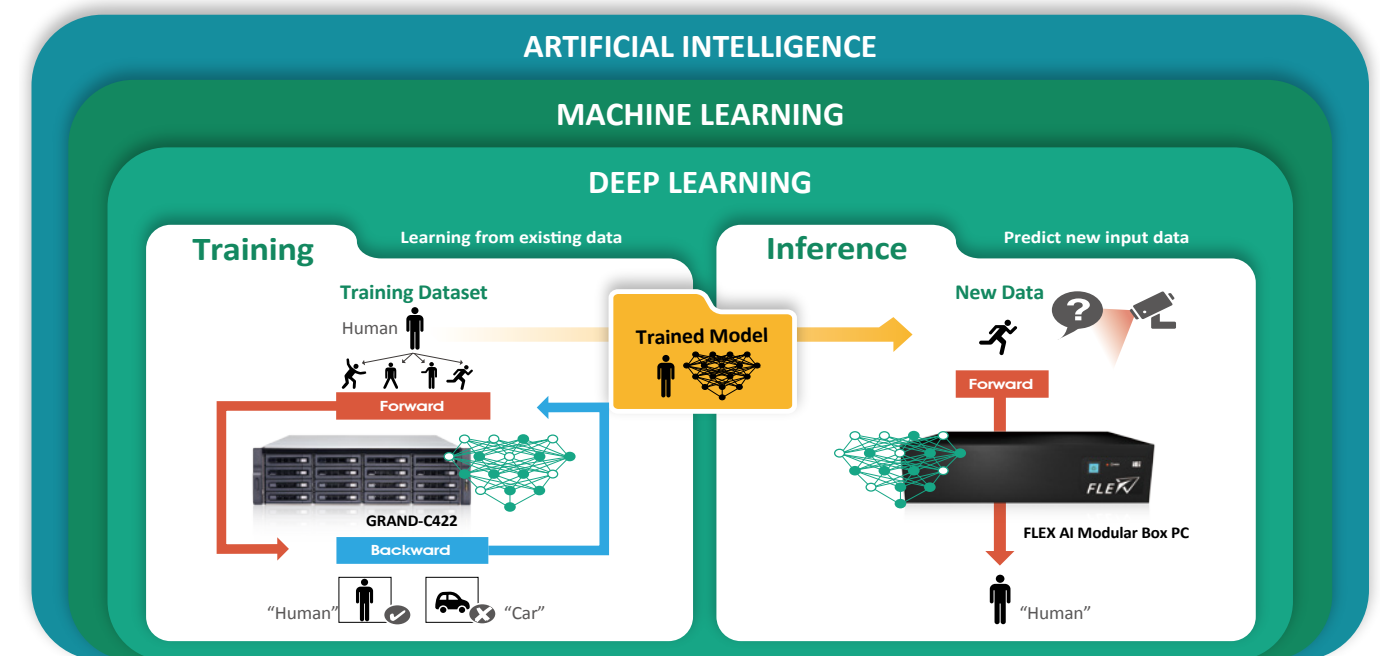 ARTIFICIAL INTELLIGENCE
MACHINE LEARNING
DEEP LEARNING
Training
Learning from existing data
Training Dataset
Human
Forward
GRAND-C422
Backward
“Human”
“Car”
Trained Model
Inference
Predict new input data
New Data
?
Forward
FLEX
FLEX AI Modular Box PC
“Human”